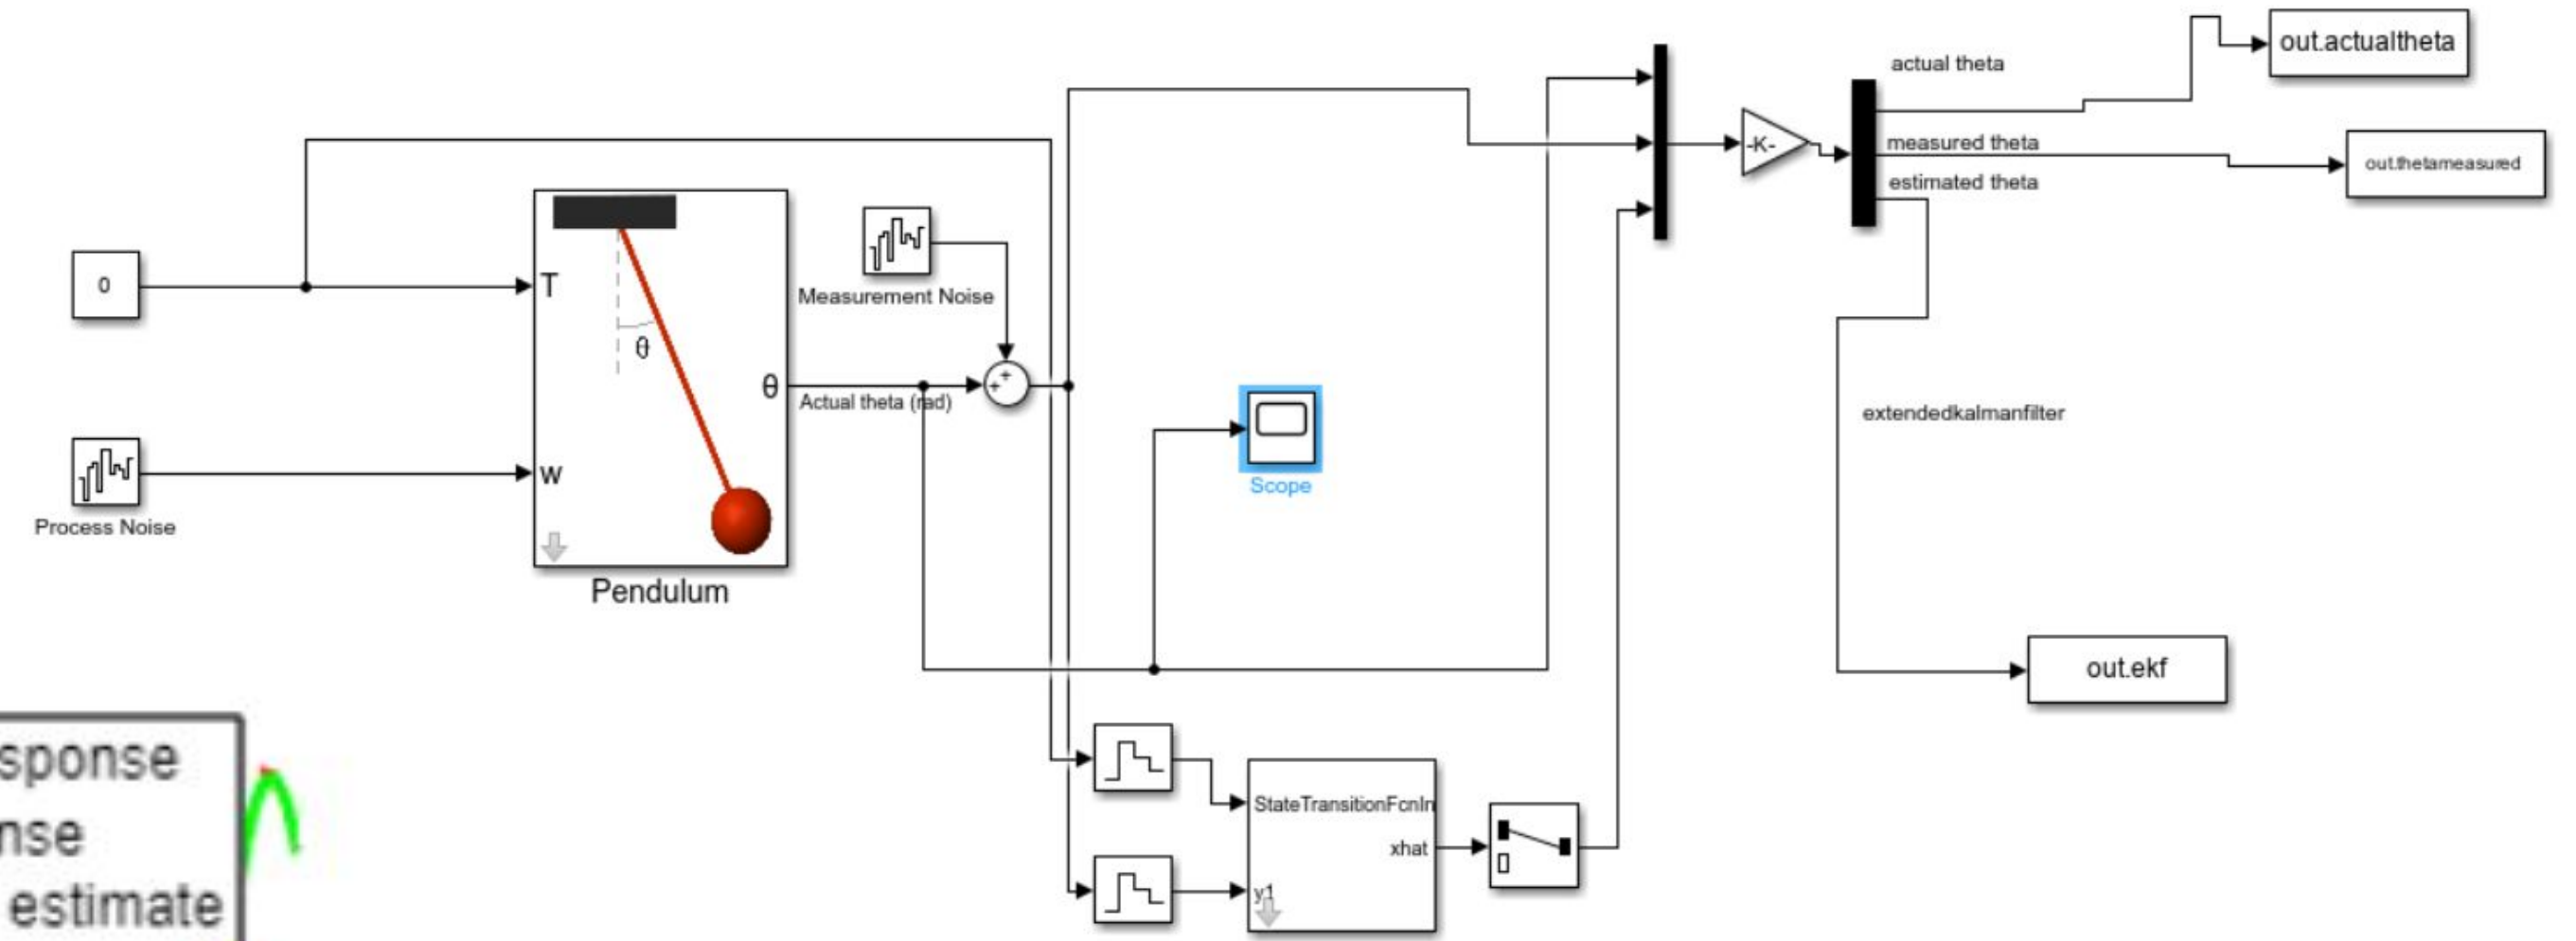 out.actualtheta
actual theta
measured theta
out.thetameasured
-K-
estimated theta
0
T
Measurement Noise
θ
θ
Actual theta (rad)
+
+
w
Process Noise
Scope
extendedkalmanfilter
Pendulum
out.ekf
sponse
nse
estimate
StateTransitionFcnIn
xhat
y1